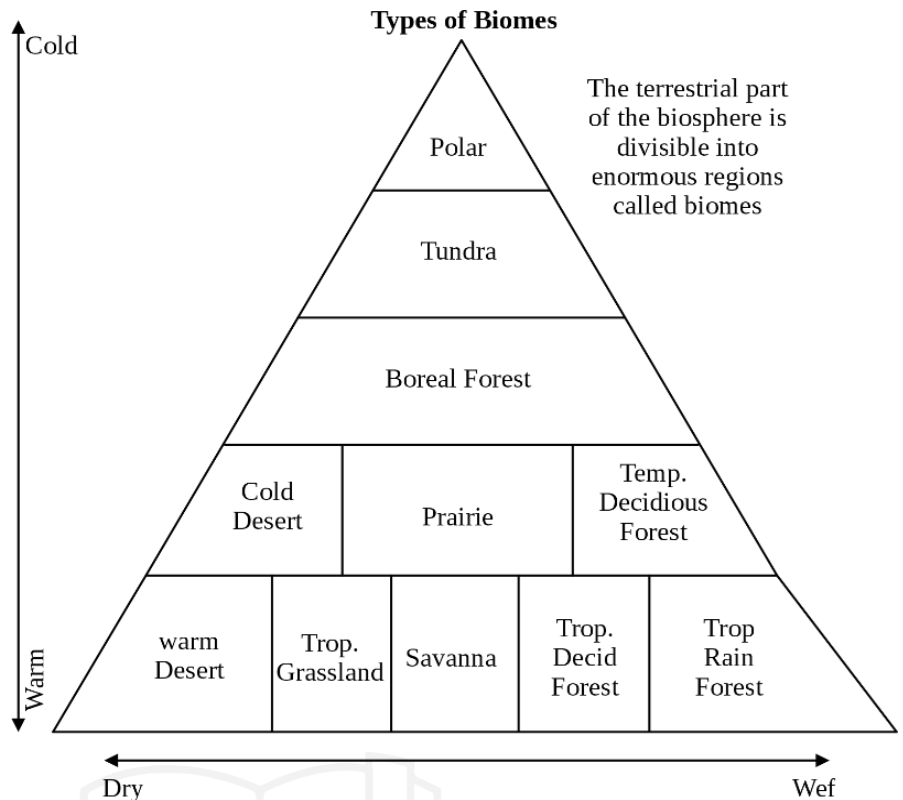 Types of Biomes
Cold
The terrestrial part
of the biosphere is
divisible into
enormous regions
called biomes
Polar
Tundra
Boreal Forest
Cold
Desert
Prairie
Temp.
Decidious
Forest
warm
Desert
Trop.
Grassland
Savanna
Trop.
Decid
Forest
Trop
Rain
Forest
Warm
Dry
Wef